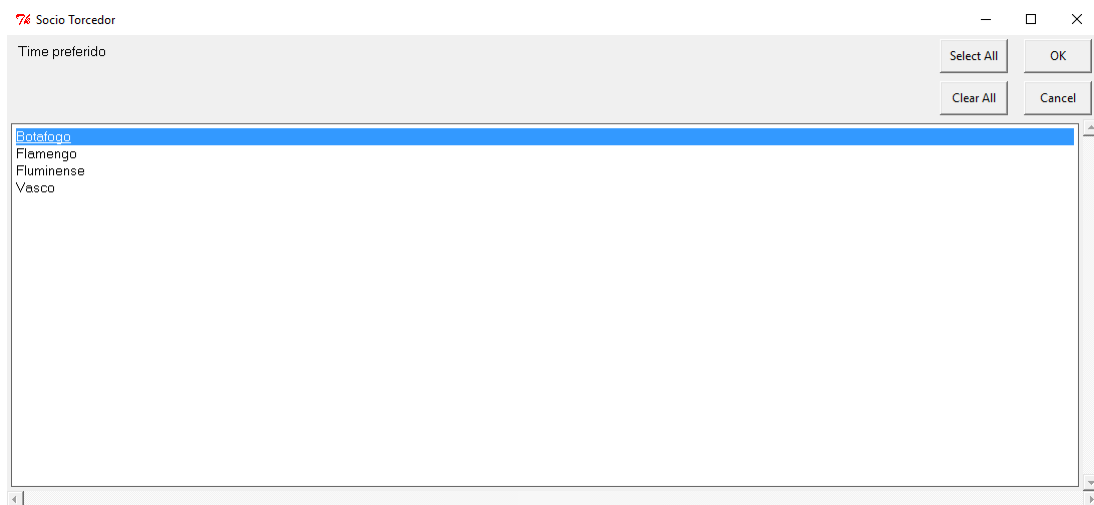 Socio Torcedor
Time preferido
Select All
OK
Clear All
Cancel
Botafogo
Flamengo
Fluminense
Vasco